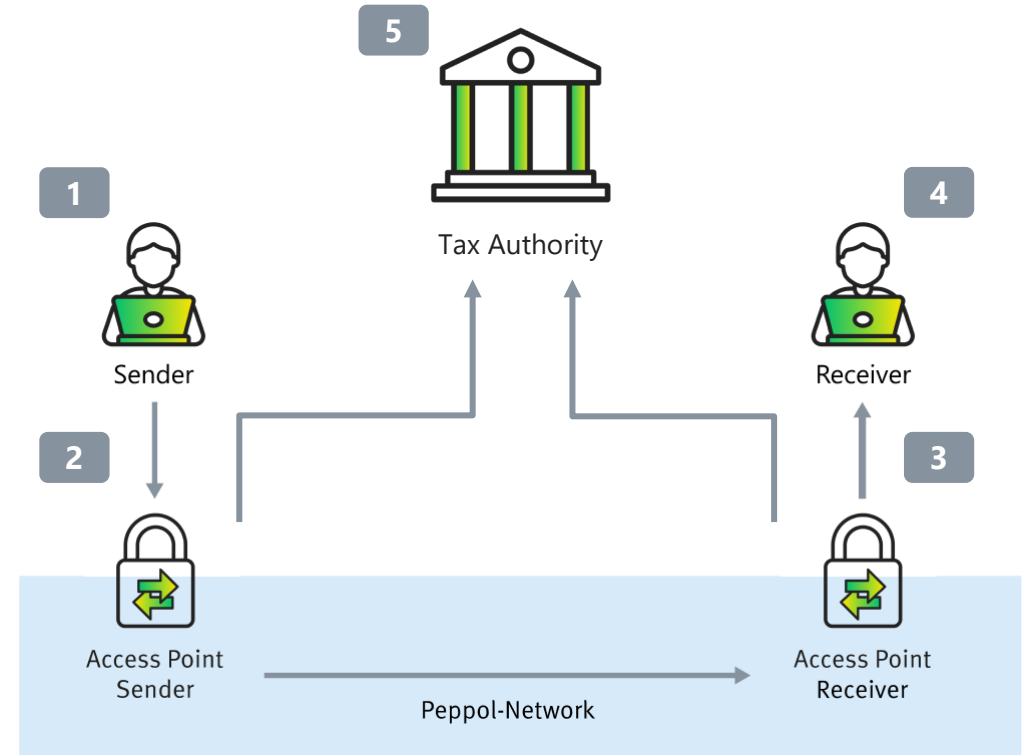 5
Tax Authority
1
Sender
4
Receiver
2
3
Access Point
Sender
Access Point
Receiver
Peppol-Network